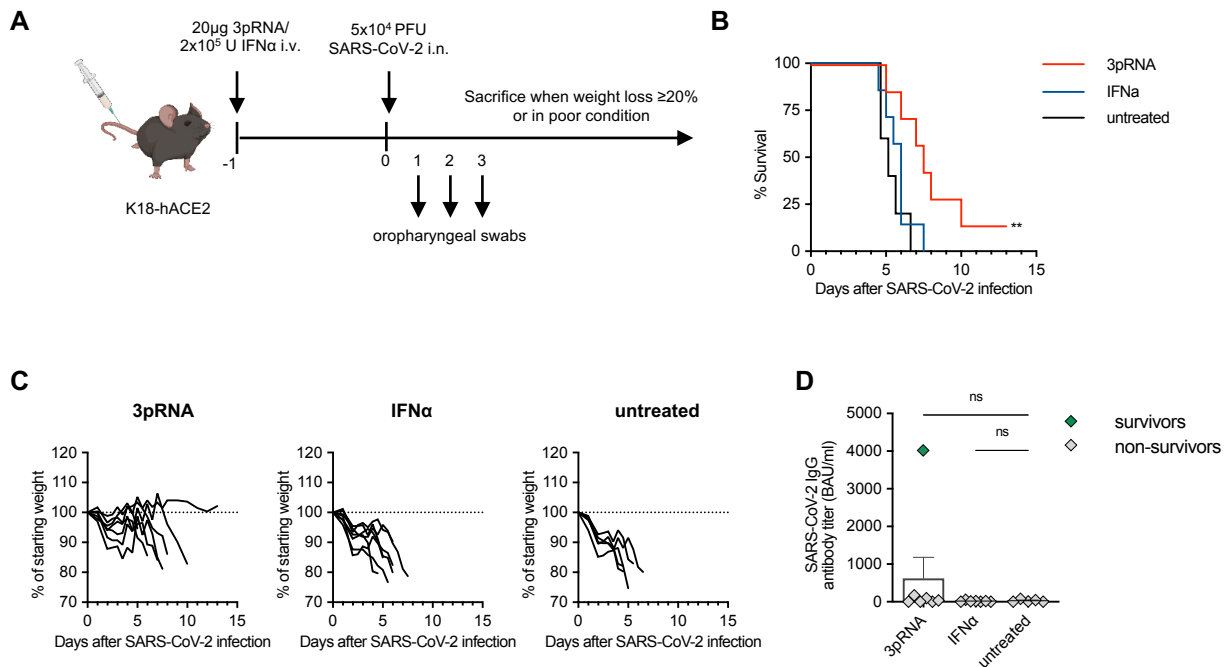 A
20µg 3pRNA/
2x10⁵ U IFNα i.v.
5x10⁴ PFU
SARS-CoV-2 i.n.
Sacrifice when weight loss ≥20%
or in poor condition
-1
0
1 2 3
K18-hACE2
oropharyngeal swabs
B
% Survival
100
75
50
25
0
0 5 10 15
Days after SARS-CoV-2 infection
3pRNA
IFNa
untreated
**
C
3pRNA
% of starting weight
120
110
100
90
80
70
0 5 10 15
Days after SARS-CoV-2 infection
IFNα
% of starting weight
120
110
100
90
80
70
0 5 10 15
Days after SARS-CoV-2 infection
untreated
% of starting weight
120
110
100
90
80
70
0 5 10 15
Days after SARS-CoV-2 infection
D
SARS-CoV-2 IgG
antibody titer (BAU/ml)
5000
4000
3000
2000
1000
0
ns
ns
3pRNA
IFNα
untreated
survivors
non-survivors